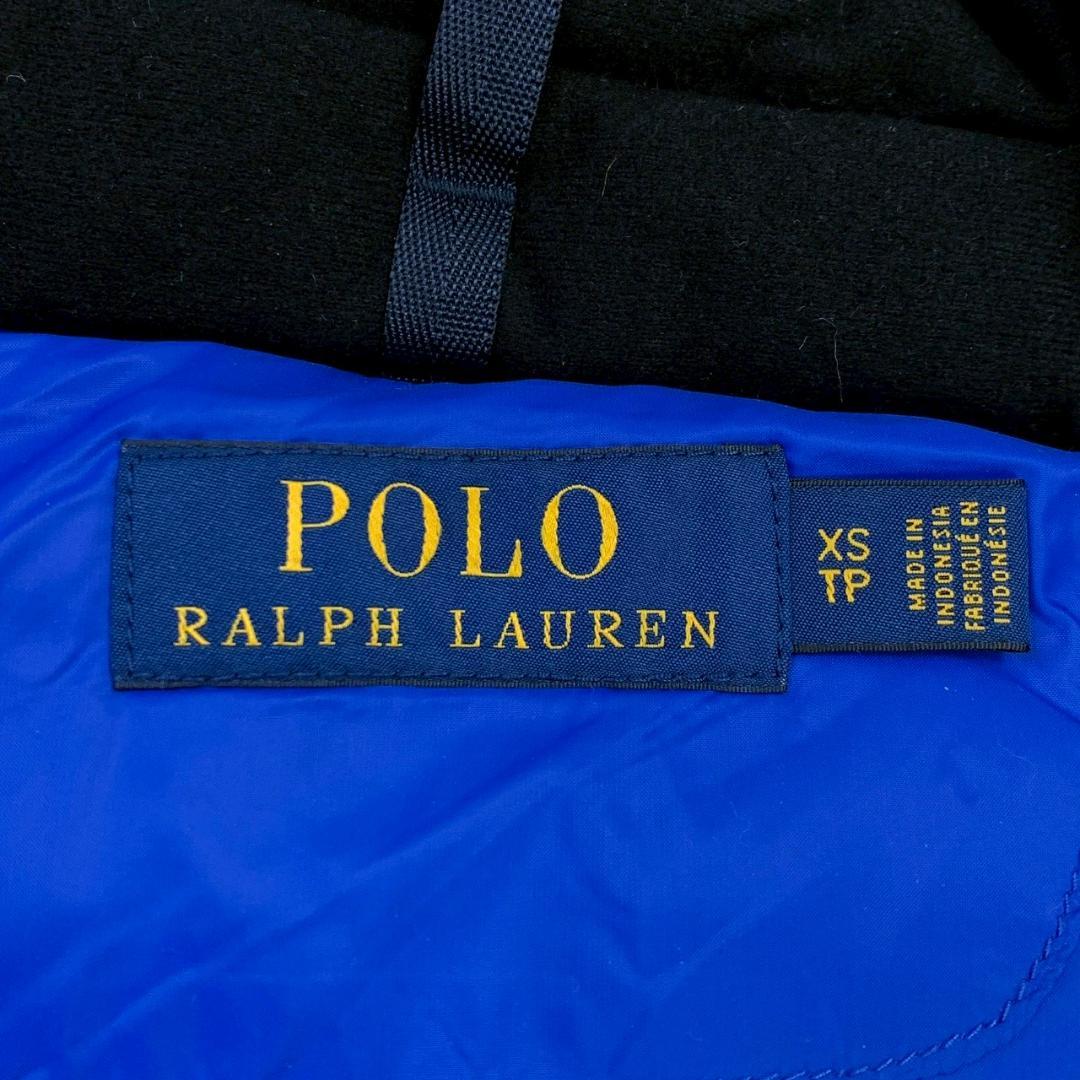 POLO
RALPH LAUREN
XS
TP
MADE IN
INDONESIA
FABRIQUÉ EN
INDONÉSIE